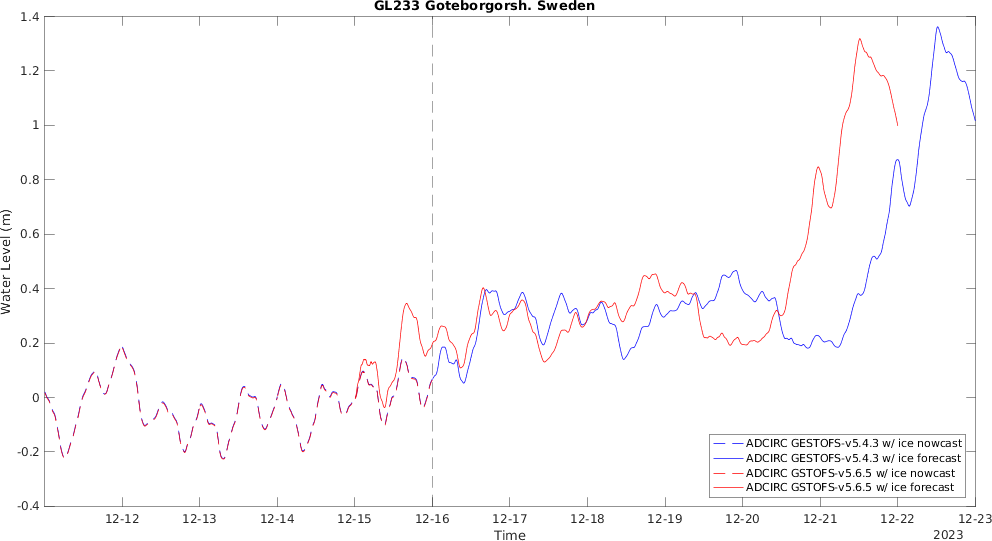 GL233 Goteborgorsh. Sweden
1.4
1.2
1
0.8
0.6
0.4
0.2
0
-0.2
-0.4
Water Level (m)
12-12 12-13 12-14 12-15 12-16 12-17 12-18 12-19 12-20 12-21 12-22 12-23
Time
2023
ADCIRC GESTOFS-v5.4.3 w/ ice nowcast
ADCIRC GESTOFS-v5.4.3 w/ ice forecast
ADCIRC GSTOFS-v5.6.5 w/ ice nowcast
ADCIRC GSTOFS-v5.6.5 w/ ice forecast